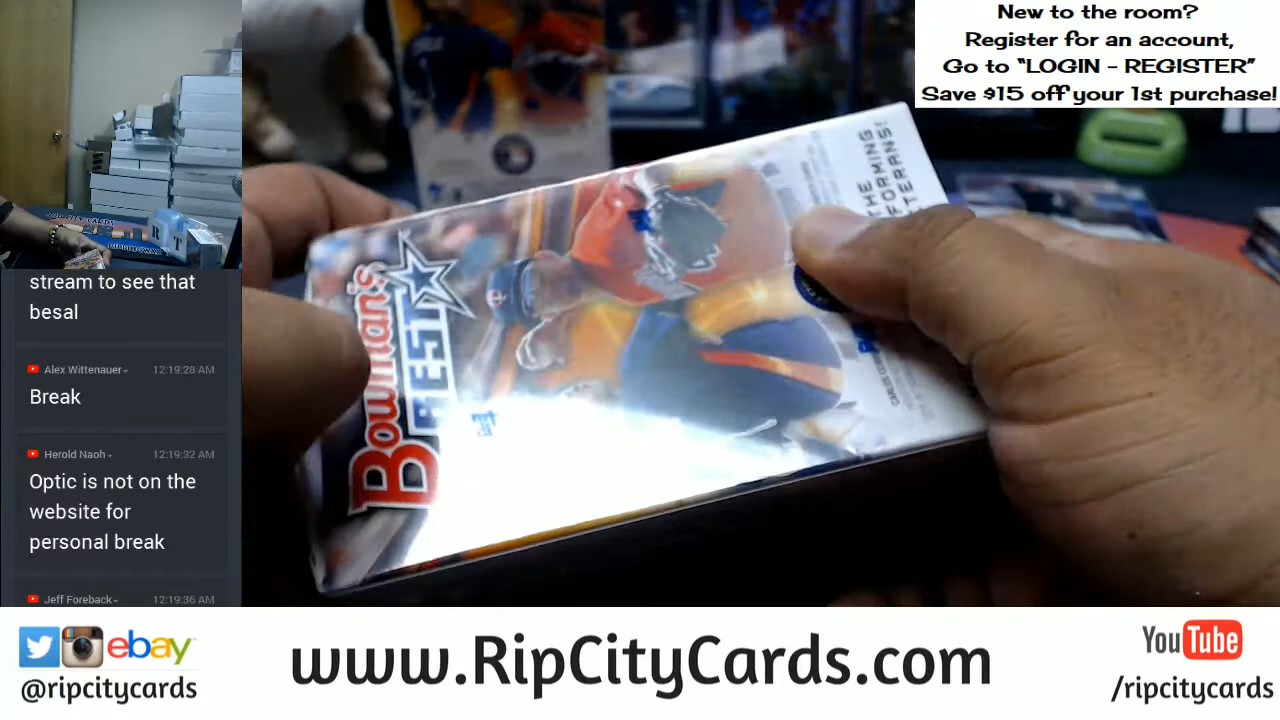 New to the room?
Register for an account,
Go to "LOGIN - REGISTER"
Save $15 off your 1st purchase!
stream to see that
besal
Alex Wittenauer
12:19:28 AM
Break
Herold Naoh
12:19:32 AM
Optic is not on the
website for
personal break
Jeff Foreback
12:19:36 AM
Bowman's
BEST
THE
RIP CITY CARDS
R T
ebay
@ripcitycards
www.RipCityCards.com
YouTube
/ripcitycards